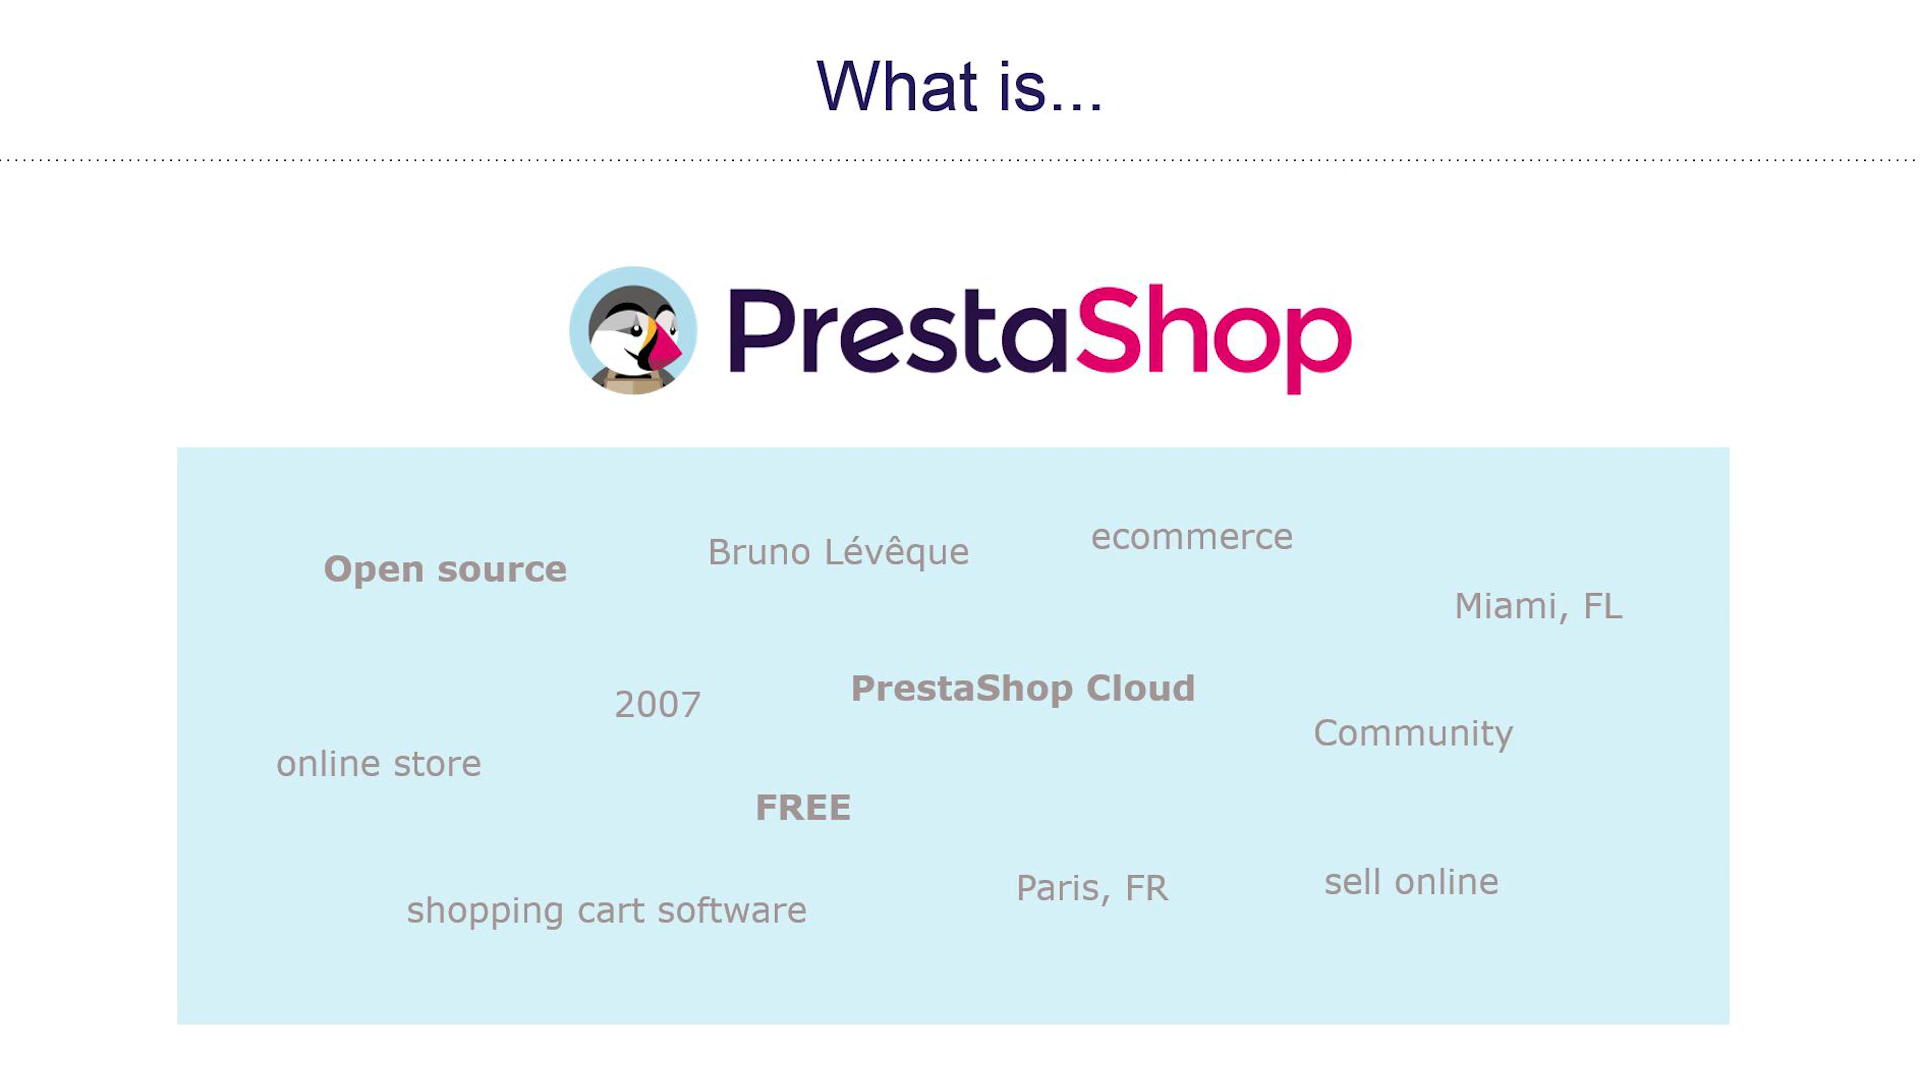 What is...
PrestaShop
ecommerce
Bruno Lévêque
Open source
Miami, FL
PrestaShop Cloud
2007
Community
online store
FREE
sell online
Paris, FR
shopping cart software